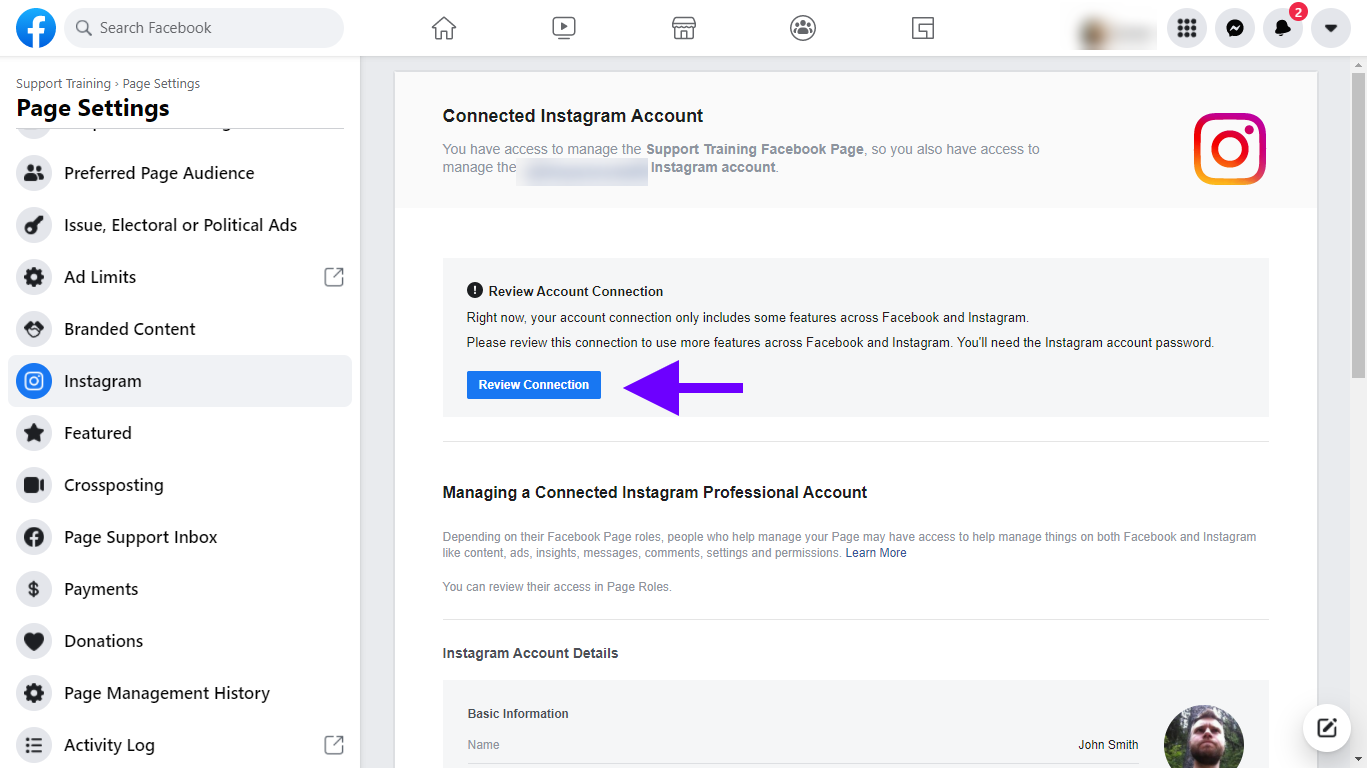 Search Facebook
2
Support Training › Page Settings
Page Settings
Preferred Page Audience
Issue, Electoral or Political Ads
Ad Limits
Branded Content
Instagram
Featured
Crossposting
Page Support Inbox
Payments
Donations
Page Management History
Activity Log
Connected Instagram Account
You have access to manage the Support Training Facebook Page, so you also have access to
manage the Instagram account.
Review Account Connection
Right now, your account connection only includes some features across Facebook and Instagram.
Please review this connection to use more features across Facebook and Instagram. You'll need the Instagram account password.
Review Connection
Managing a Connected Instagram Professional Account
Depending on their Facebook Page roles, people who help manage your Page may have access to help manage things on both Facebook and Instagram
like content, ads, insights, messages, comments, settings and permissions. Learn More
You can review their access in Page Roles.
Instagram Account Details
Basic Information
Name
John Smith